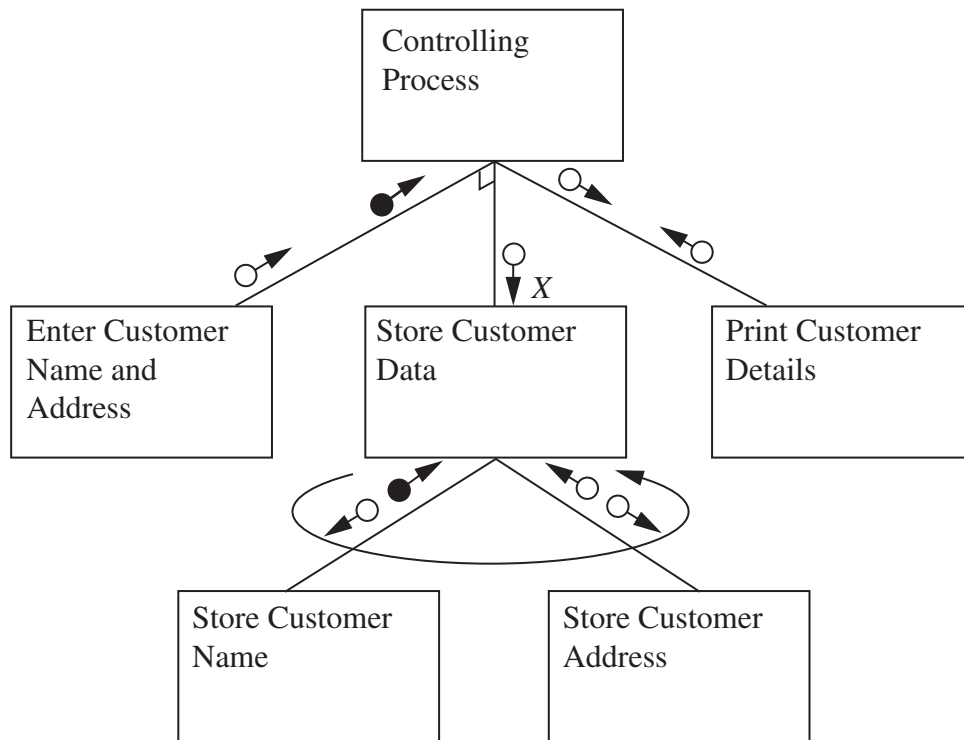 Controlling
Process
X
Enter Customer
Name and
Address
Store Customer
Data
Print Customer
Details
Store Customer
Name
Store Customer
Address